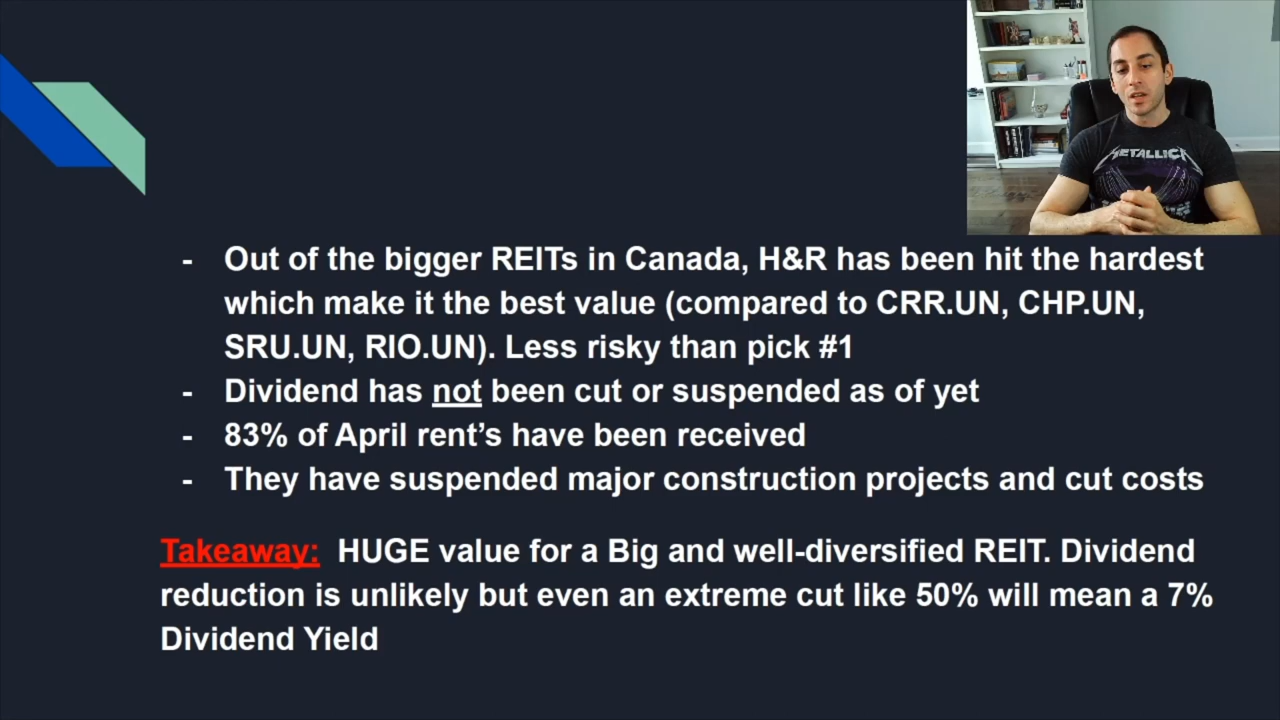 METALLICA
- Out of the bigger REITs in Canada, H&R has been hit the hardest
which make it the best value (compared to CRR.UN, CHP.UN,
SRU.UN, RIO.UN). Less risky than pick #1
- Dividend has not been cut or suspended as of yet
- 83% of April rent's have been received
- They have suspended major construction projects and cut costs
Takeaway: HUGE value for a Big and well-diversified REIT. Dividend
reduction is unlikely but even an extreme cut like 50% will mean a 7%
Dividend Yield